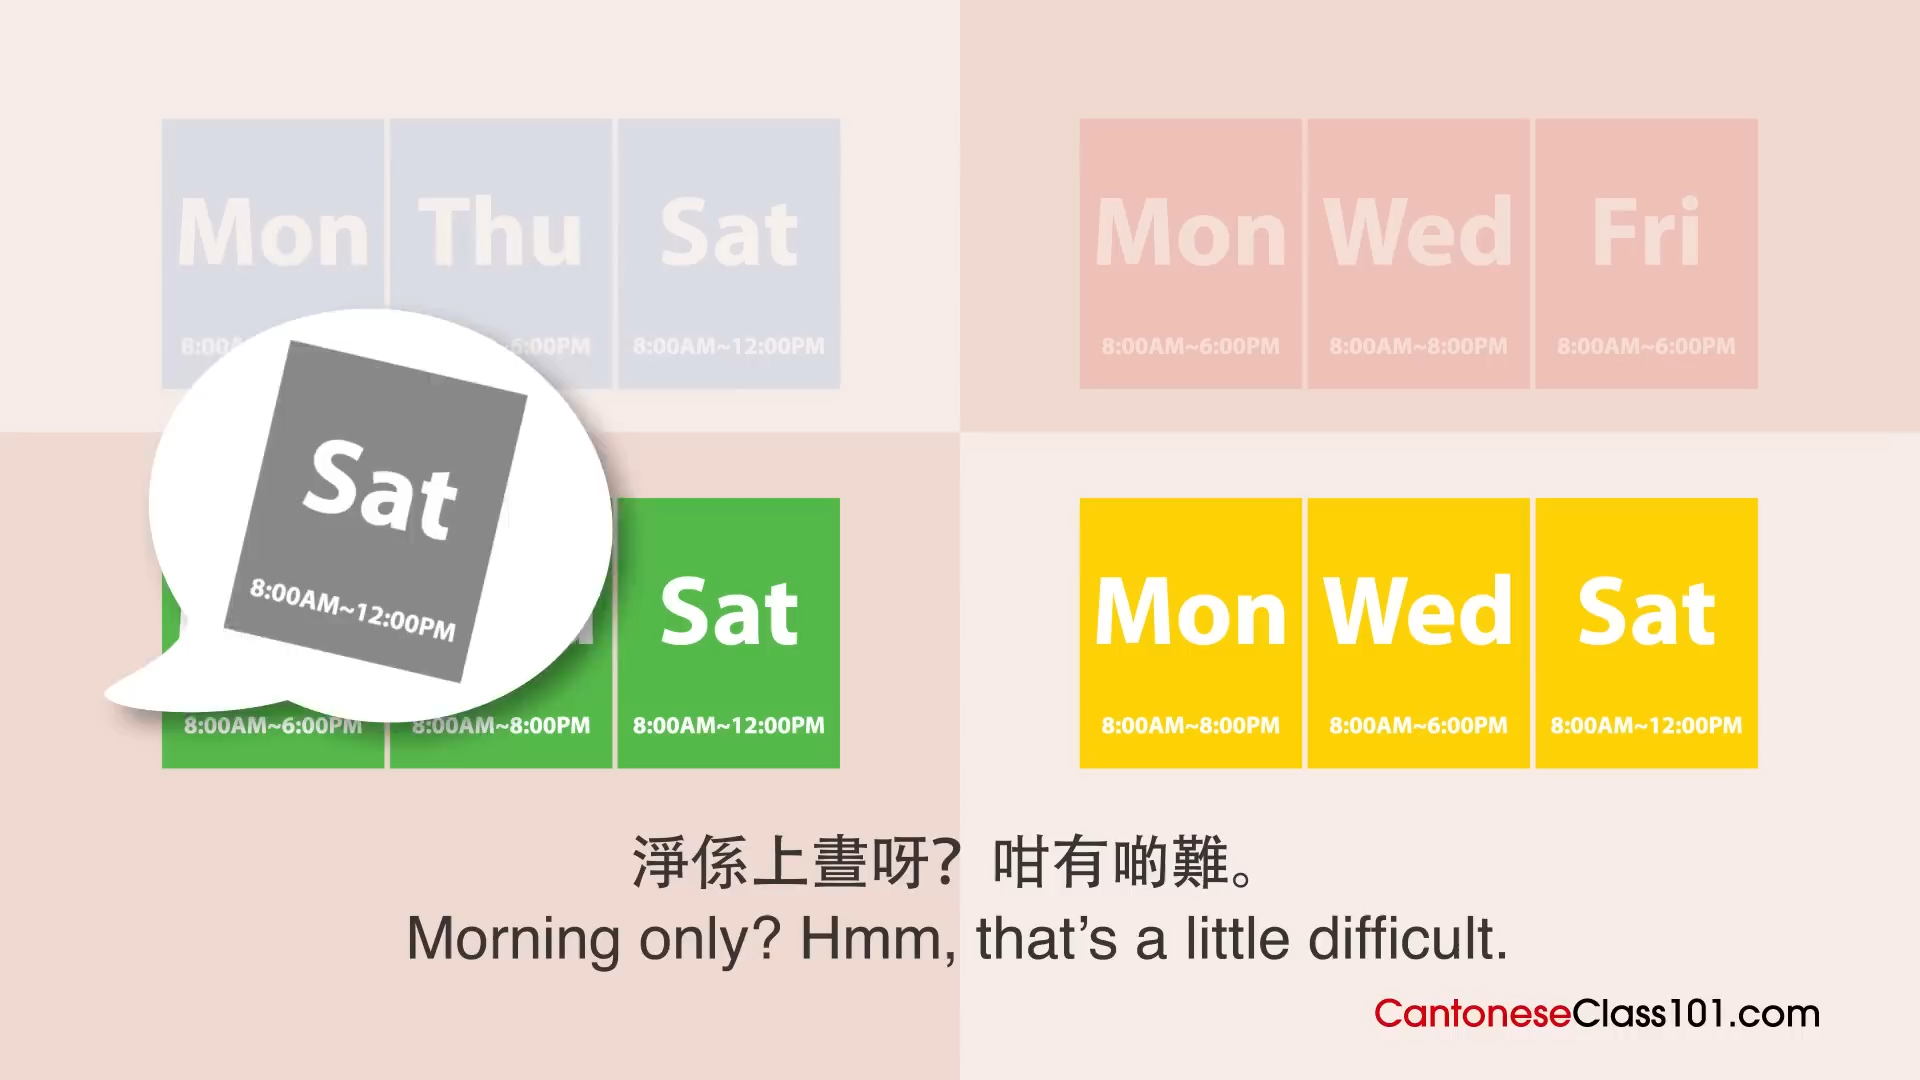 Mon Thu Sat
8:00AM~12:00PM
Mon Wed Fri
8:00AM~6:00PM 8:00AM~8:00PM 8:00AM~6:00PM
Sat
8:00AM~12:00PM
Sat
8:00AM~6:00PM 8:00AM~8:00PM 8:00AM~12:00PM
Mon Wed Sat
8:00AM~8:00PM 8:00AM~6:00PM 8:00AM~12:00PM
淨係上晝呀？咁有啲難。
Morning only? Hmm, that’s a little difficult.
CantoneseClass101.com